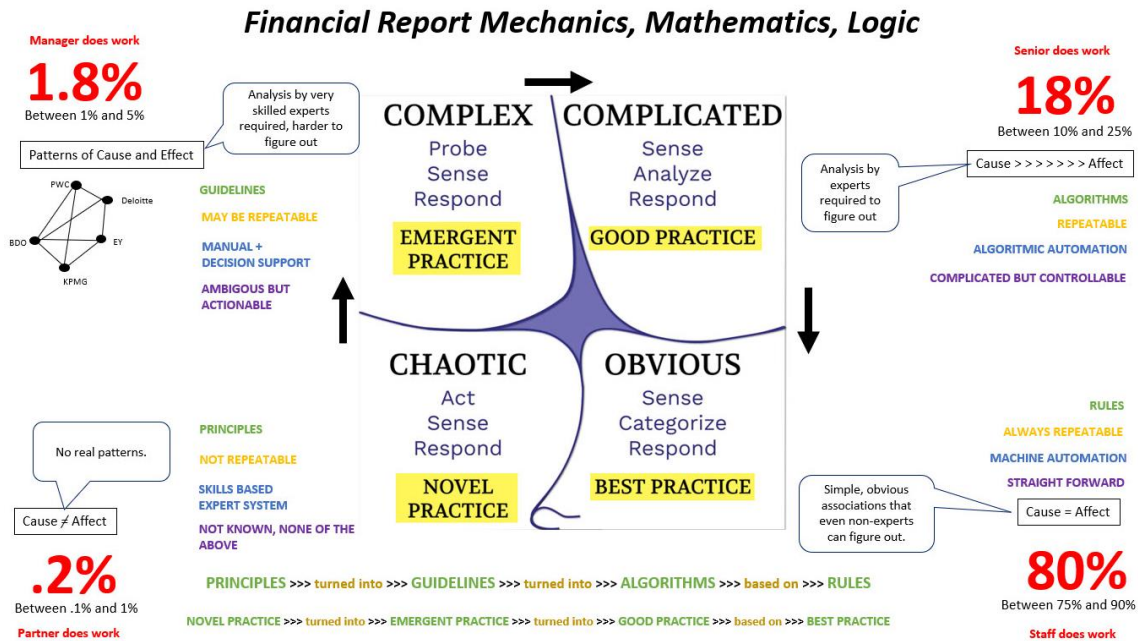 Financial Report Mechanics, Mathematics, Logic
Manager does work
1.8%
Between 1% and 5%
Patterns of Cause and Effect
Analysis by very
skilled experts
required, harder to
figure out
PWC
Deloitte
BDO
EY
KPMG
GUIDELINES
MAY BE REPEATABLE
MANUAL +
DECISION SUPPORT
AMBIGOUS BUT
ACTIONABLE
COMPLEX
Probe
Sense
Respond
EMERGENT
PRACTICE
COMPLICATED
Sense
Analyze
Respond
GOOD PRACTICE
Senior does work
18%
Between 10% and 25%
Cause > > > > > > > Affect
Analysis by
experts
required to
figure out
ALGORITHMS
REPEATABLE
ALGORITMIC AUTOMATION
COMPLICATED BUT CONTROLLABLE
No real patterns.
Cause ≠ Affect
.2%
Between .1% and 1%
Partner does work
PRINCIPLES
NOT REPEATABLE
SKILLS BASED
EXPERT SYSTEM
NOT KNOWN, NONE OF THE
ABOVE
CHAOTIC
Act
Sense
Respond
NOVEL
PRACTICE
OBVIOUS
Sense
Categorize
Respond
BEST PRACTICE
RULES
ALWAYS REPEATABLE
MACHINE AUTOMATION
STRAIGHT FORWARD
Simple, obvious
associations that
even non-experts
can figure out.
Cause = Affect
80%
Between 75% and 90%
Staff does work
PRINCIPLES >>> turned into >>> GUIDELINES >>> turned into >>> ALGORITHMS >>> based on >>> RULES
NOVEL PRACTICE >>> turned into >>> EMERGENT PRACTICE >>> turned into >>> GOOD PRACTICE >>> based on >>> BEST PRACTICE